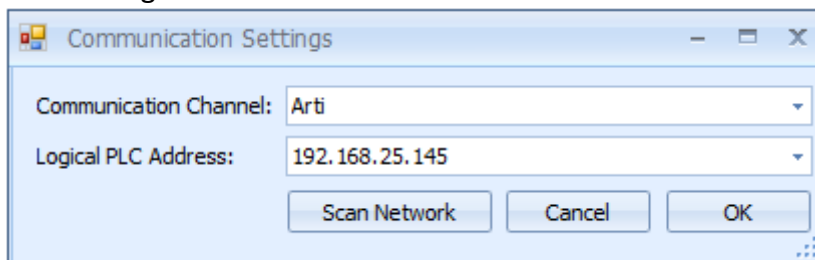 Communication Settings
Communication Channel: Arti
Logical PLC Address: 192.168.25.145
Scan Network Cancel OK